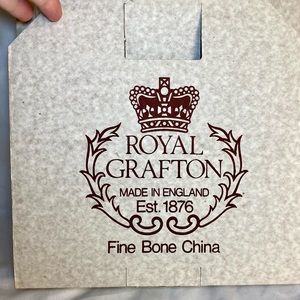 ROYAL
GRAFTON
MADE IN ENGLAND
Est. 1876
Fine Bone China